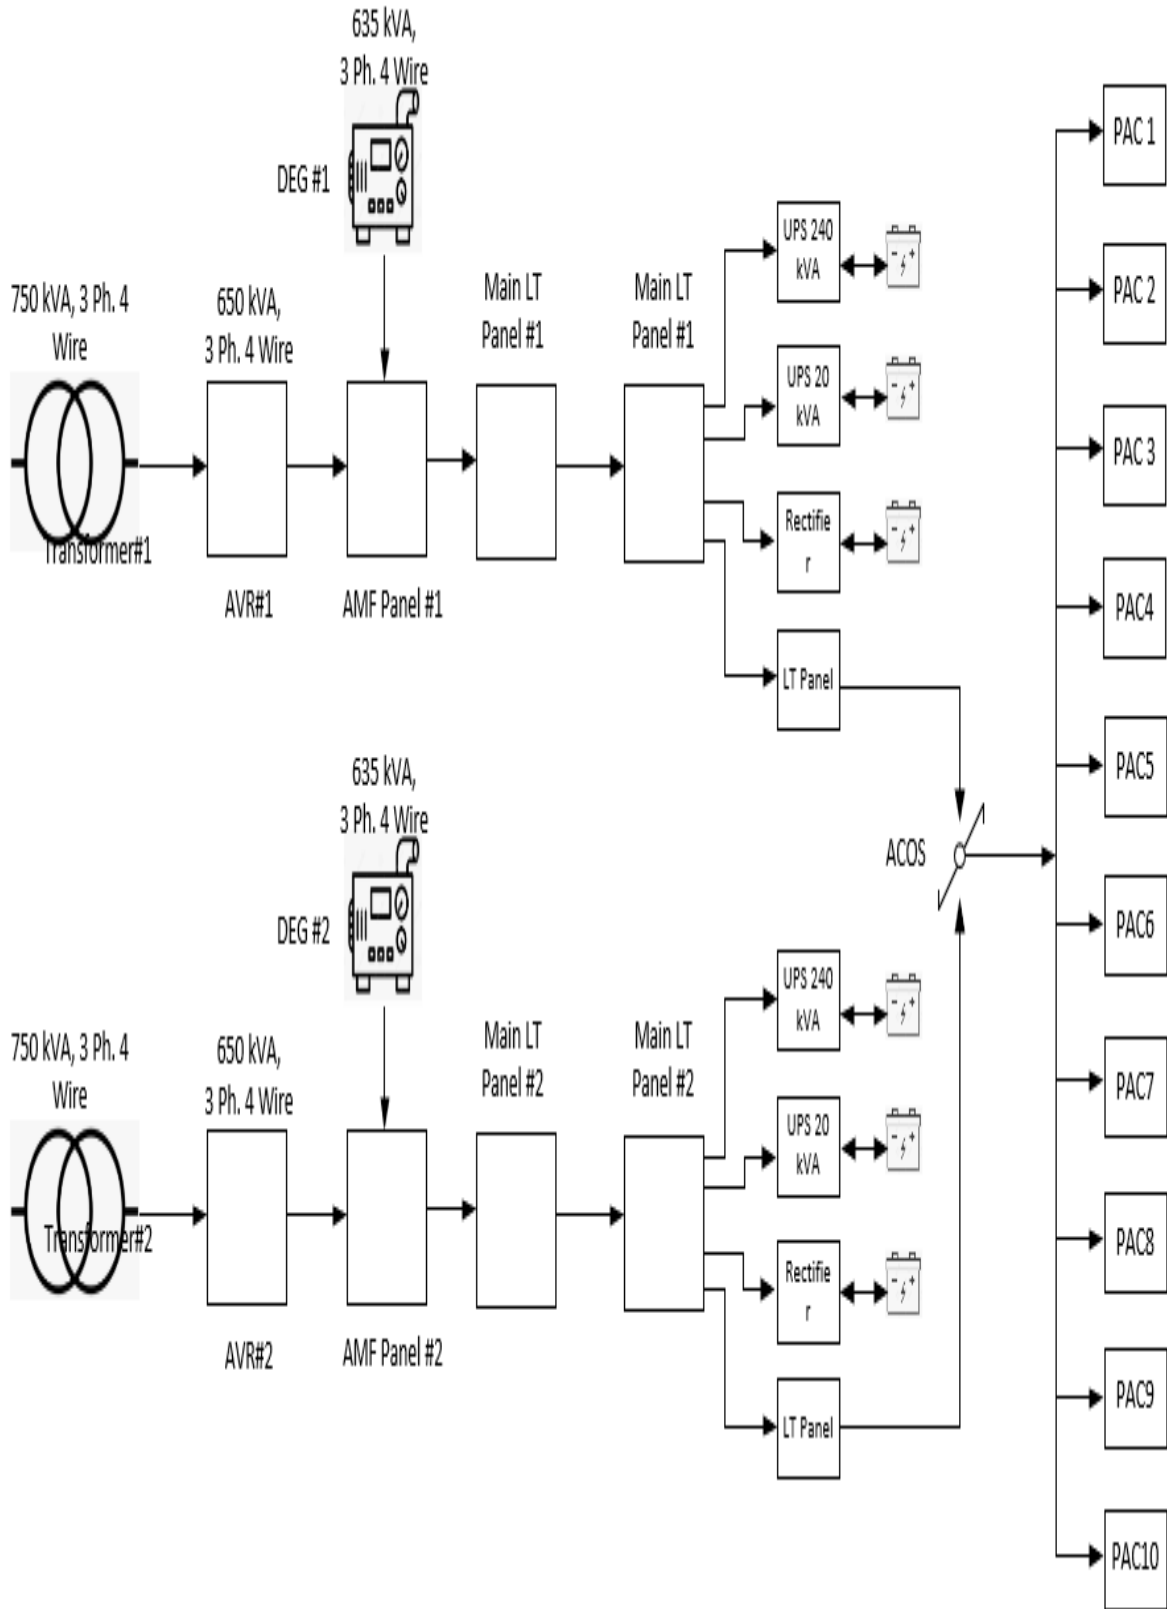 635 kVA,
3 Ph. 4 Wire
DEG #1
750 kVA, 3 Ph. 4
Wire
Transformer#1
650 kVA,
3 Ph. 4 Wire
AVR#1
AMF Panel #1
Main LT
Panel #1
Main LT
Panel #1
UPS 240
kVA
UPS 20
kVA
Rectifie
r
LT Panel
635 kVA,
3 Ph. 4 Wire
DEG #2
750 kVA, 3 Ph. 4
Wire
Transformer#2
650 kVA,
3 Ph. 4 Wire
AVR#2
AMF Panel #2
Main LT
Panel #2
Main LT
Panel #2
UPS 240
kVA
UPS 20
kVA
Rectifie
r
LT Panel
ACOS
PAC 1
PAC 2
PAC 3
PAC4
PAC5
PAC6
PAC7
PAC8
PAC9
PAC10